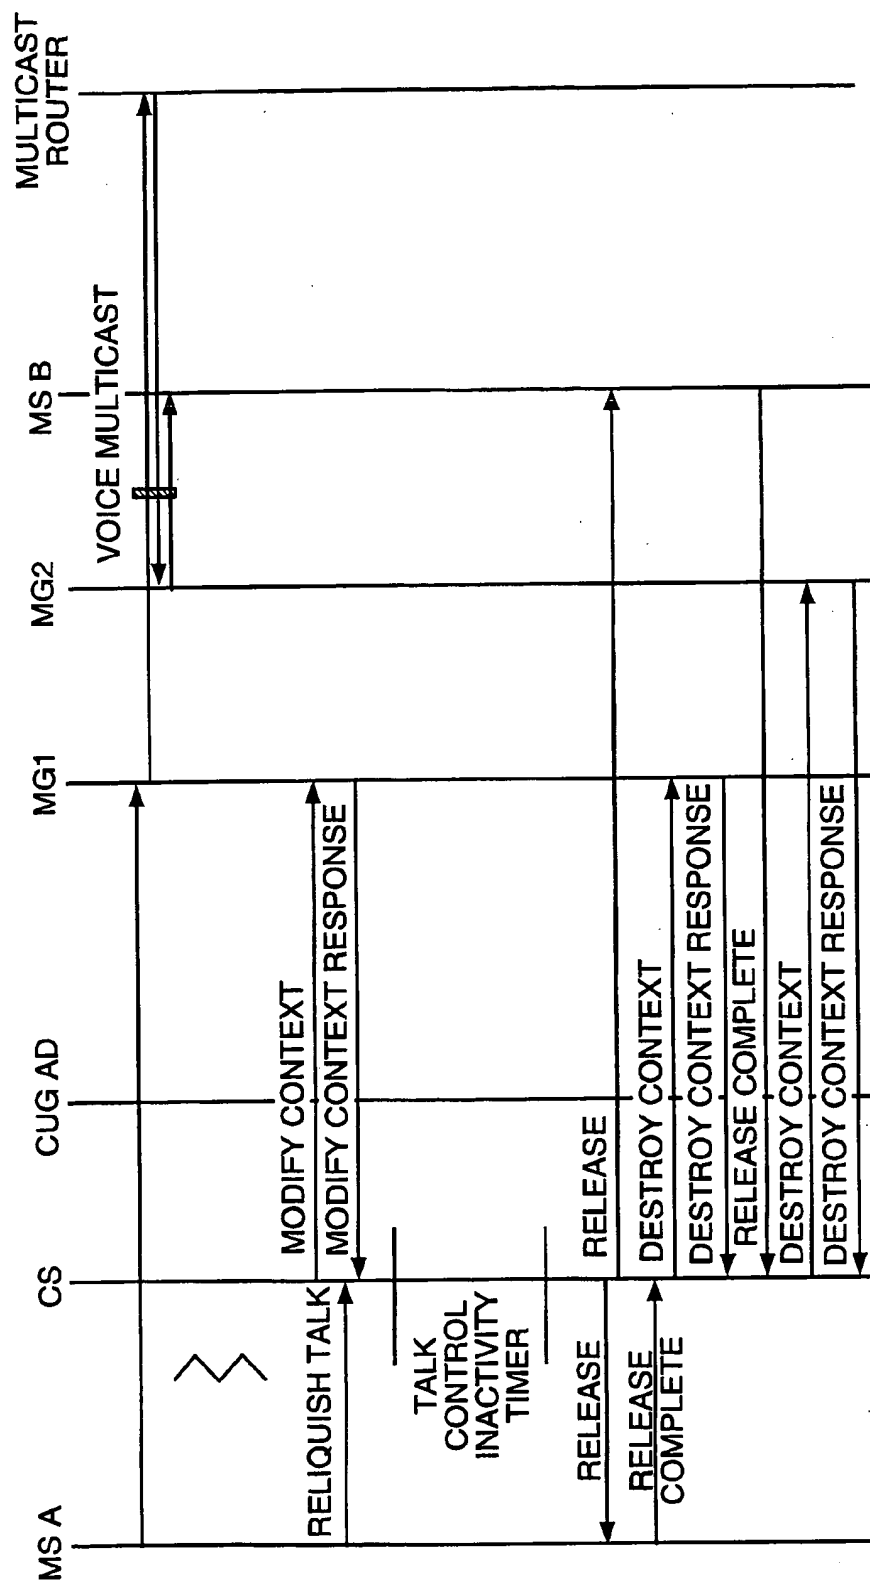 MS A
CS
CUG AD
MG1
MG2
MS B
MULTICAST
ROUTER
VOICE MULTICAST
RELIQUISH TALK
MODIFY CONTEXT
MODIFY CONTEXT RESPONSE
TALK
CONTROL
INACTIVITY
TIMER
RELEASE
RELEASE
RELEASE
COMPLETE
DESTROY CONTEXT
DESTROY CONTEXT RESPONSE
RELEASE COMPLETE
DESTROY CONTEXT
DESTROY CONTEXT RESPONSE